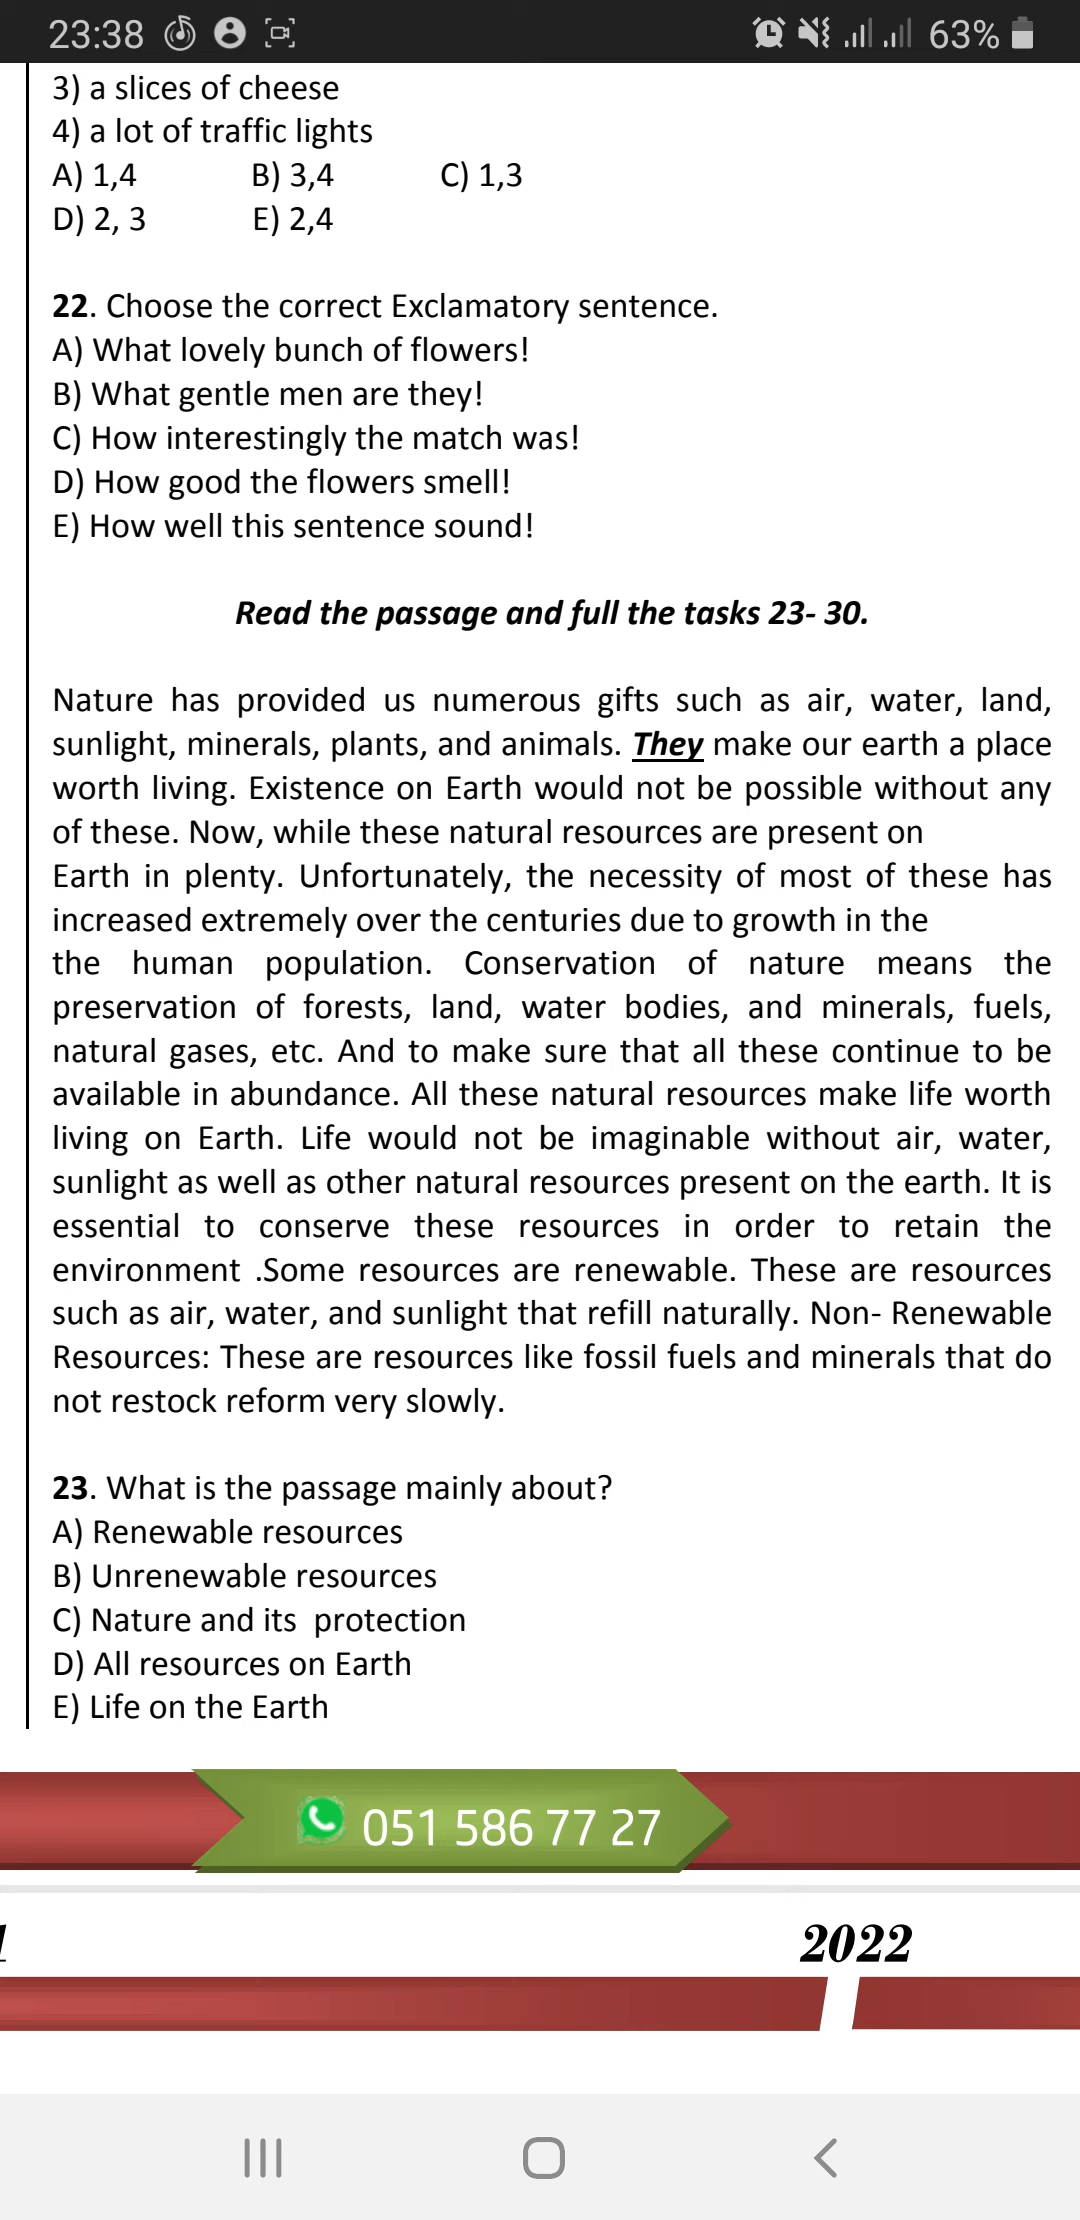 23:38 63%
3) a slices of cheese
4) a lot of traffic lights
A) 1,4 B) 3,4 C) 1,3
D) 2, 3 E) 2,4
22. Choose the correct Exclamatory sentence.
A) What lovely bunch of flowers!
B) What gentle men are they!
C) How interestingly the match was!
D) How good the flowers smell!
E) How well this sentence sound!
Read the passage and full the tasks 23- 30.
Nature has provided us numerous gifts such as air, water, land,
sunlight, minerals, plants, and animals. They make our earth a place
worth living. Existence on Earth would not be possible without any
of these. Now, while these natural resources are present on
Earth in plenty. Unfortunately, the necessity of most of these has
increased extremely over the centuries due to growth in the
the human population. Conservation of nature means the
preservation of forests, land, water bodies, and minerals, fuels,
natural gases, etc. And to make sure that all these continue to be
available in abundance. All these natural resources make life worth
living on Earth. Life would not be imaginable without air, water,
sunlight as well as other natural resources present on the earth. It is
essential to conserve these resources in order to retain the
environment .Some resources are renewable. These are resources
such as air, water, and sunlight that refill naturally. Non- Renewable
Resources: These are resources like fossil fuels and minerals that do
not restock reform very slowly.
23. What is the passage mainly about?
A) Renewable resources
B) Unrenewable resources
C) Nature and its  protection
D) All resources on Earth
E) Life on the Earth
051 586 77 27
2022